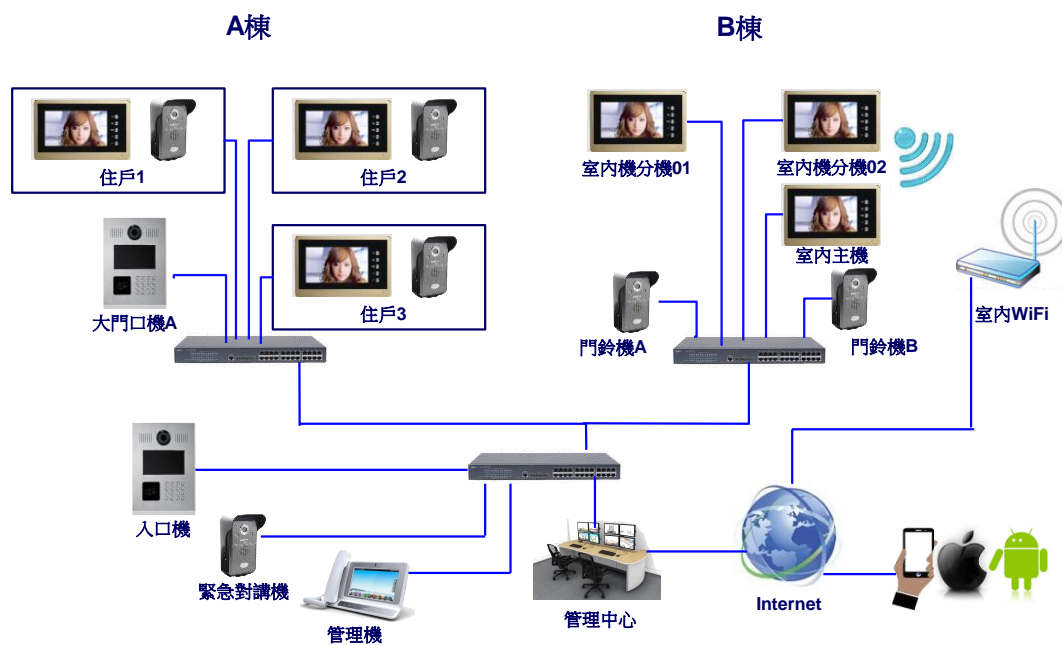 A棟
B棟
住戶1
住戶2
室內機分機01
室內機分機02
室內主機
住戶3
大門口機A
門鈴機A
門鈴機B
室內WiFi
入口機
緊急對講機
管理機
管理中心
Internet